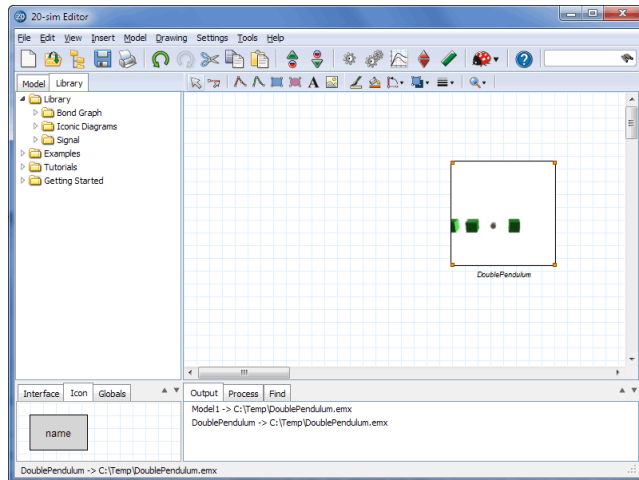 20-sim Editor
File Edit View Insert Model Drawing Settings Tools Help
Model Library
Library
Bond Graph
Iconic Diagrams
Signal
Examples
Tutorials
Getting Started
DoublePendulum
Interface Icon Globals
name
Output Process Find
Model1 -> C:\Temp\DoublePendulum.emx
DoublePendulum -> C:\Temp\DoublePendulum.emx
DoublePendulum -> C:\Temp\DoublePendulum.emx